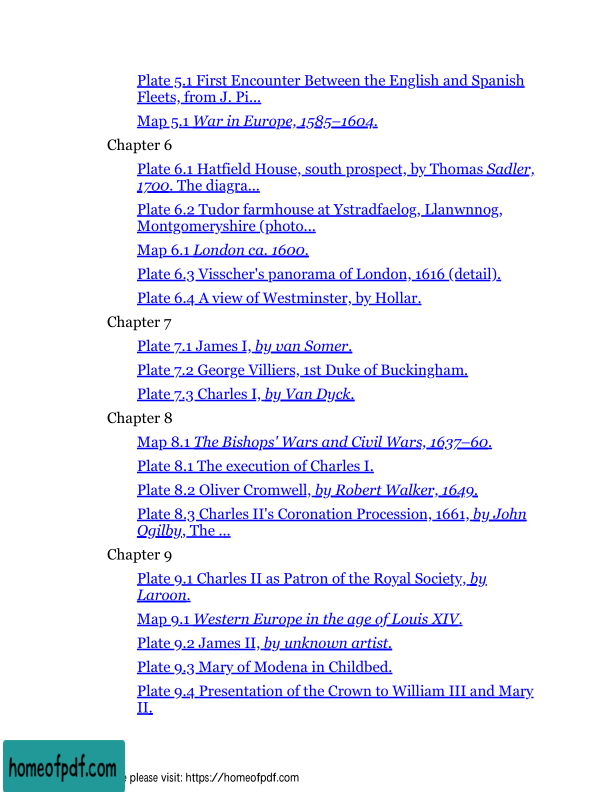 Plate 5.1 First Encounter Between the English and Spanish
Fleets, from J. Pi...
Map 5.1 War in Europe, 1585–1604.
Chapter 6
Plate 6.1 Hatfield House, south prospect, by Thomas Sadler,
1700. The diagra...
Plate 6.2 Tudor farmhouse at Ystradfaelog, Llanwnnog,
Montgomeryshire (photo...
Map 6.1 London ca. 1600.
Plate 6.3 Visscher's panorama of London, 1616 (detail).
Plate 6.4 A view of Westminster, by Hollar.
Chapter 7
Plate 7.1 James I, by van Somer.
Plate 7.2 George Villiers, 1st Duke of Buckingham.
Plate 7.3 Charles I, by Van Dyck.
Chapter 8
Map 8.1 The Bishops' Wars and Civil Wars, 1637–60.
Plate 8.1 The execution of Charles I.
Plate 8.2 Oliver Cromwell, by Robert Walker, 1649.
Plate 8.3 Charles II's Coronation Procession, 1661, by John
Ogilby, The ...
Chapter 9
Plate 9.1 Charles II as Patron of the Royal Society, by
Laroon.
Map 9.1 Western Europe in the age of Louis XIV.
Plate 9.2 James II, by unknown artist.
Plate 9.3 Mary of Modena in Childbed.
Plate 9.4 Presentation of the Crown to William III and Mary
II.
homeofpdf.com
please visit: https://homeofpdf.com